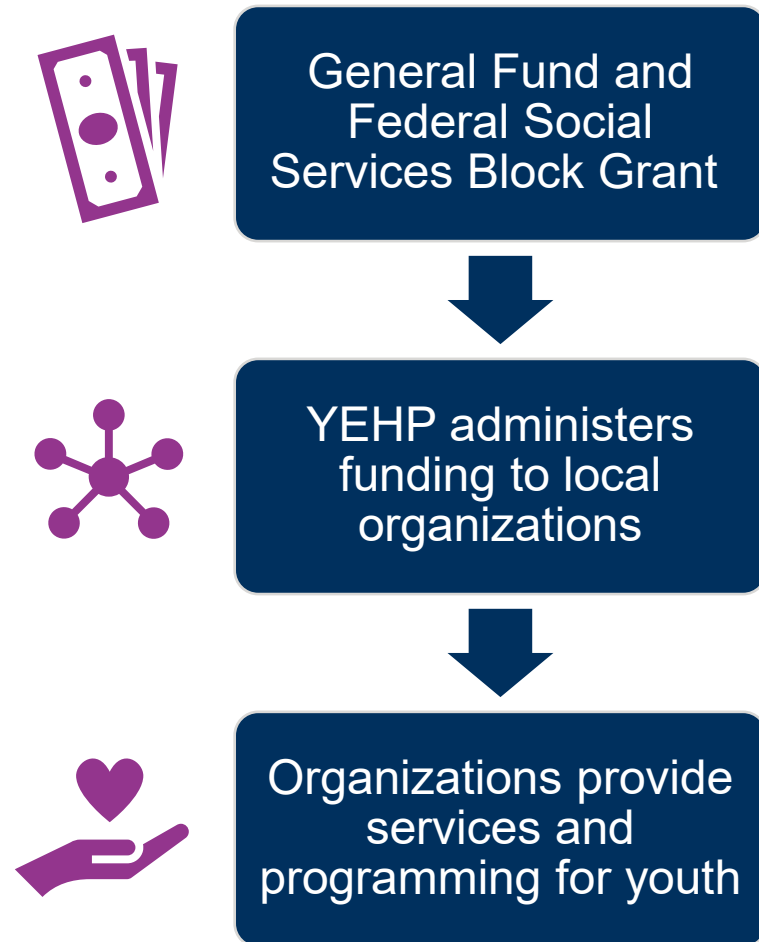 General Fund and
Federal Social
Services Block Grant
YEHP administers
funding to local
organizations
Organizations provide
services and
programming for youth